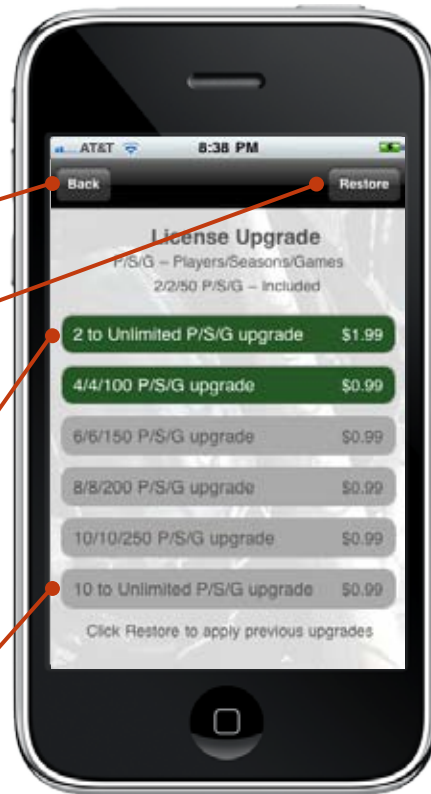 AT&T 8:38 PM
Back Restore
License Upgrade
P/S/G – Players/Seasons/Games
2/2/50 P/S/G – Included
2 to Unlimited P/S/G upgrade $1.99
4/4/100 P/S/G upgrade $0.99
6/6/150 P/S/G upgrade $0.99
8/8/200 P/S/G upgrade $0.99
10/10/250 P/S/G upgrade $0.99
10 to Unlimited P/S/G upgrade $0.99
Click Restore to apply previous upgrades